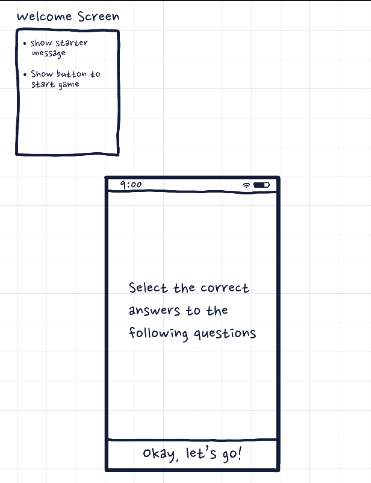 Welcome Screen
• Show starter
message
• Show button to
start game
9:00
Select the correct
answers to the
following questions
Okay, let's go!